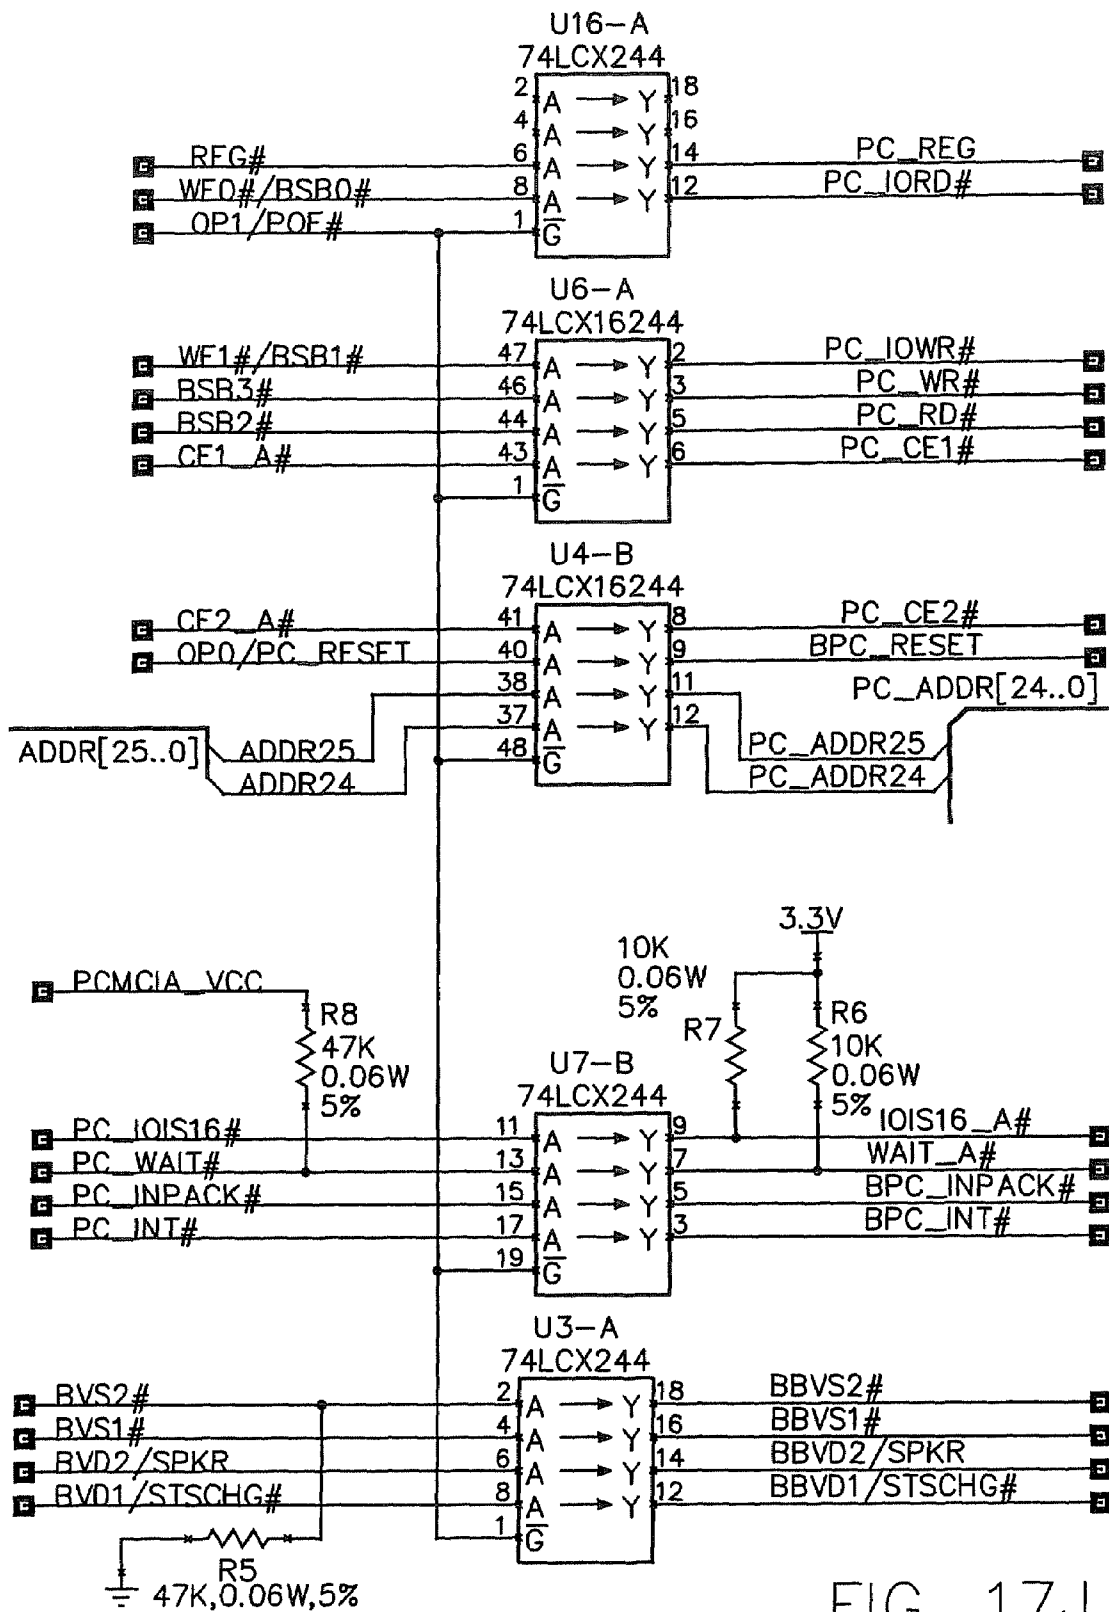 U16-A
74LCX244
2 A Y 18
4 A Y 16
REG# 6 A Y 14 PC_REG
WE0#/BSB0# 8 A Y 12 PC_IORD#
OP1/POE# 1 G
U6-A
74LCX16244
WE1#/BSB1# 47 A Y 2 PC_IOWR#
BSB3# 46 A Y 3 PC_WR#
BSB2# 44 A Y 5 PC_RD#
CE1_A# 43 A Y 6 PC_CE1#
1 G
U4-B
74LCX16244
CE2_A# 41 A Y 8 PC_CE2#
OP0/PC_RESET 40 A Y 9 BPC_RESET
38 A Y 11 PC_ADDR[24..0]
37 A Y 12
ADDR[25..0] ADDR25 48 G PC_ADDR25
ADDR24 PC_ADDR24
3.3V
10K
0.06W
5%
PCMCIA_VCC
R8
47K
0.06W
5%
R7
R6
10K
0.06W
5%
U7-B
74LCX244
PC_IOIS16# 11 A Y 9 IOIS16_A#
PC_WAIT# 13 A Y 7 WAIT_A#
PC_INPACK# 15 A Y 5 BPC_INPACK#
PC_INT# 17 A Y 3 BPC_INT#
19 G
U3-A
74LCX244
BVS2# 2 A Y 18 BBVS2#
BVS1# 4 A Y 16 BBVS1#
BVD2/SPKR 6 A Y 14 BBVD2/SPKR
BVD1/STSCHG# 8 A Y 12 BBVD1/STSCHG#
1 G
R5
47K,0.06W,5%
FIG. 17J